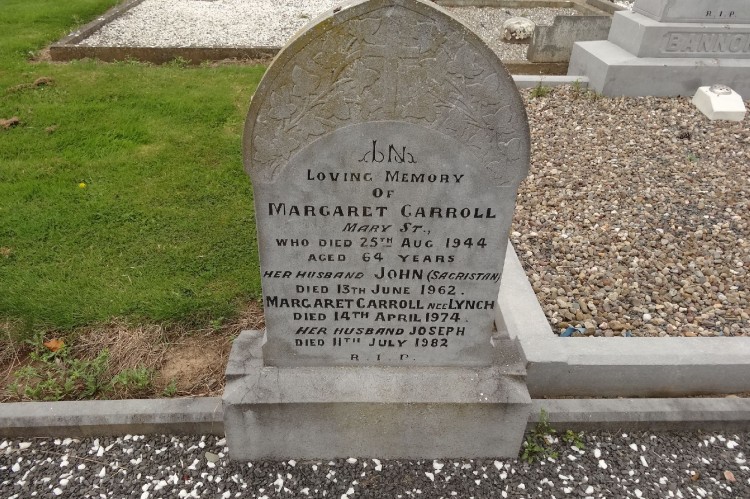 IN
LOVING MEMORY
OF
MARGARET CARROLL
MARY ST.,
WHO DIED 25TH AUG 1944
AGED 64 YEARS
HER HUSBAND JOHN (SACRISTAN)
DIED 13TH JUNE 1962.
MARGARET CARROLL NEE LYNCH
DIED 14TH APRIL 1974.
HER HUSBAND JOSEPH
DIED 11TH JULY 1982
R.I.P.
R.I.P
BANNON